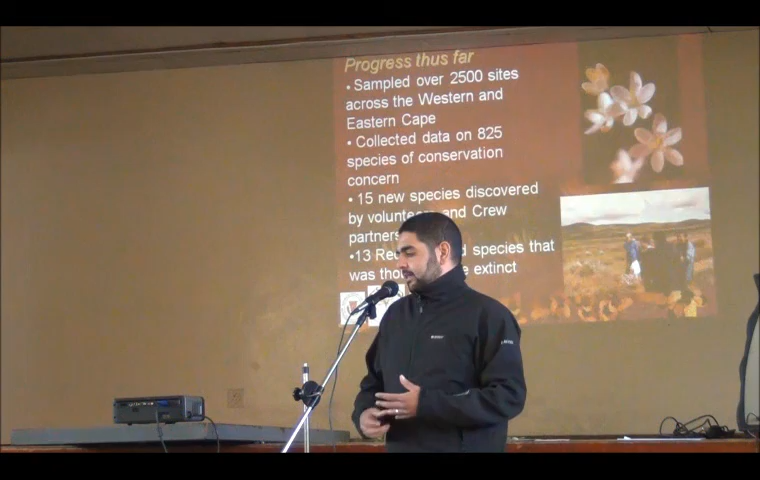 Progress thus far
• Sampled over 2500 sites
across the Western and
Eastern Cape
• Collected data on 825
species of conservation
concern
• 15 new species discovered
by and Crew
partners
•13 species that
was extinct